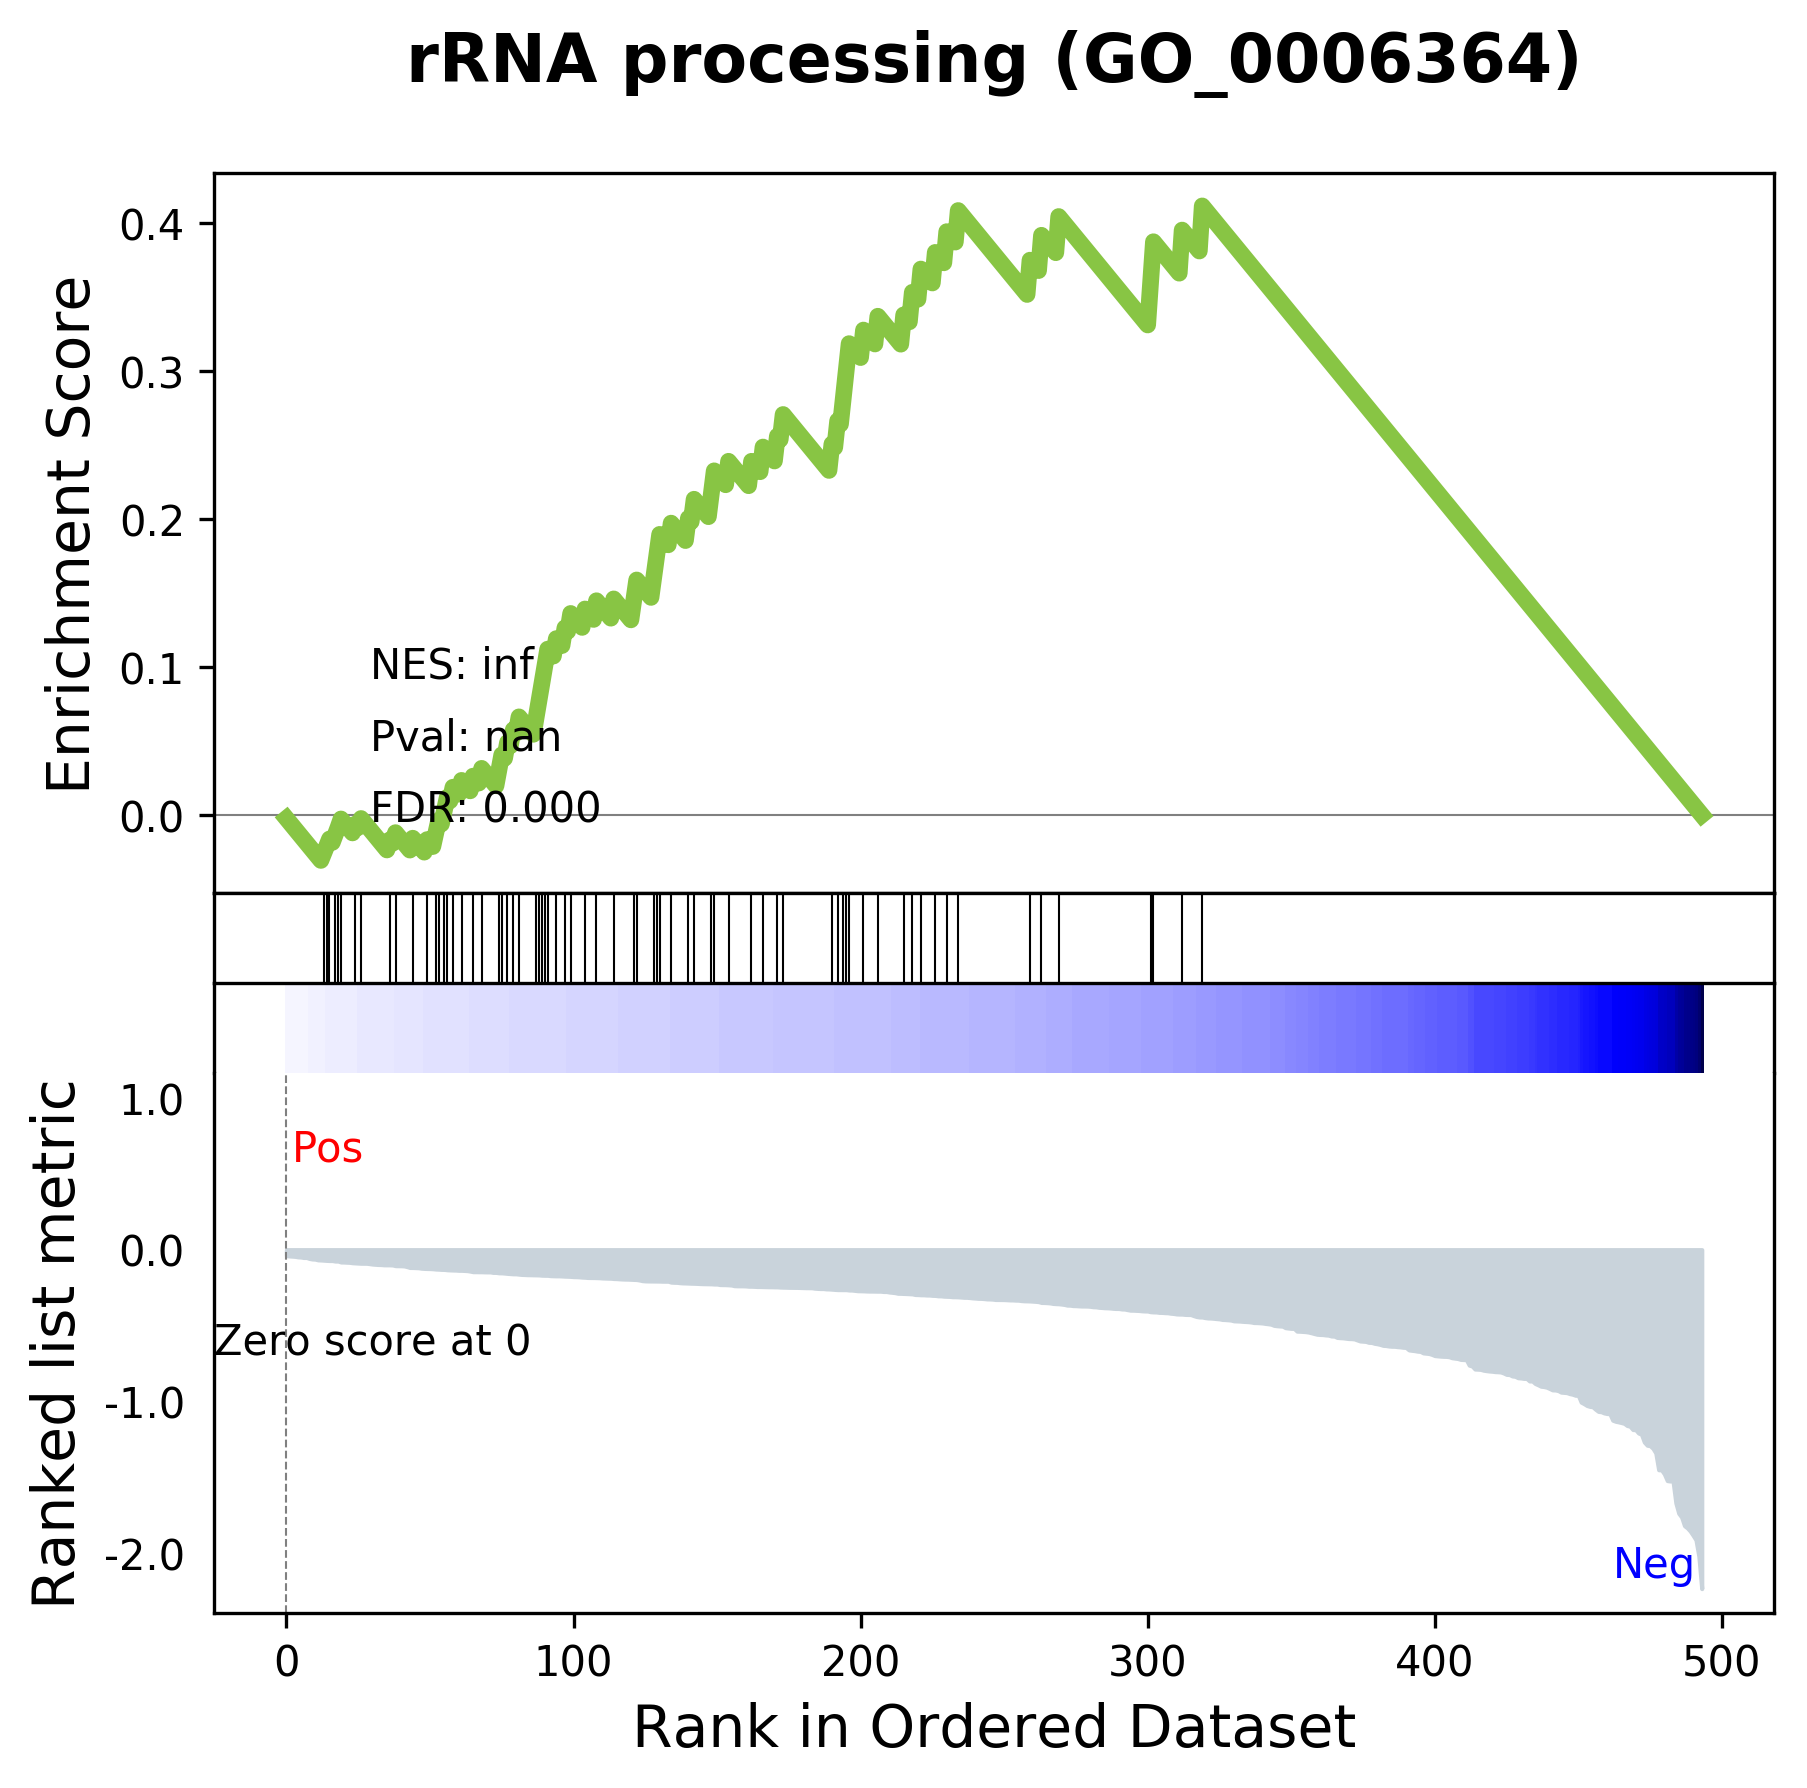 rRNA processing (GO_0006364)
Enrichment Score
0.4
0.3
0.2
0.1
0.0
NES: inf
Pval: nan
FDR: 0.000
Ranked list metric
1.0
0.0
-1.0
-2.0
Pos
Zero score at 0
Neg
0 100 200 300 400 500
Rank in Ordered Dataset